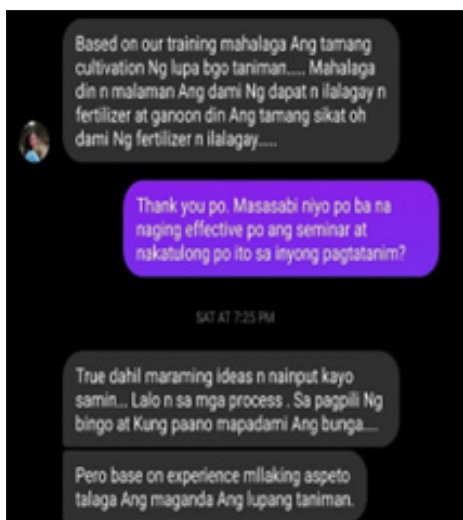 Based on our training mahalaga Ang tamang
cultivation Ng lupa bgo taniman..... Mahalaga
din n malaman Ang dami Ng dapat n ilalagay n
fertilizer at ganoon din Ang tamang sikat oh
dami Ng fertilizer n ilalagay.....
Thank you po. Masasabi niyo po ba na
naging effective po ang seminar at
nakatulong po ito sa inyong pagtatanim?
SAT AT 7:25 PM
True dahil maraming ideas n nainput kayo
samin... Lalo n sa mga process . Sa pagpili Ng
bingo at Kung paano mapadami Ang bunga....
Pero base on experience mllaking aspeto
talaga Ang maganda Ang lupang taniman.